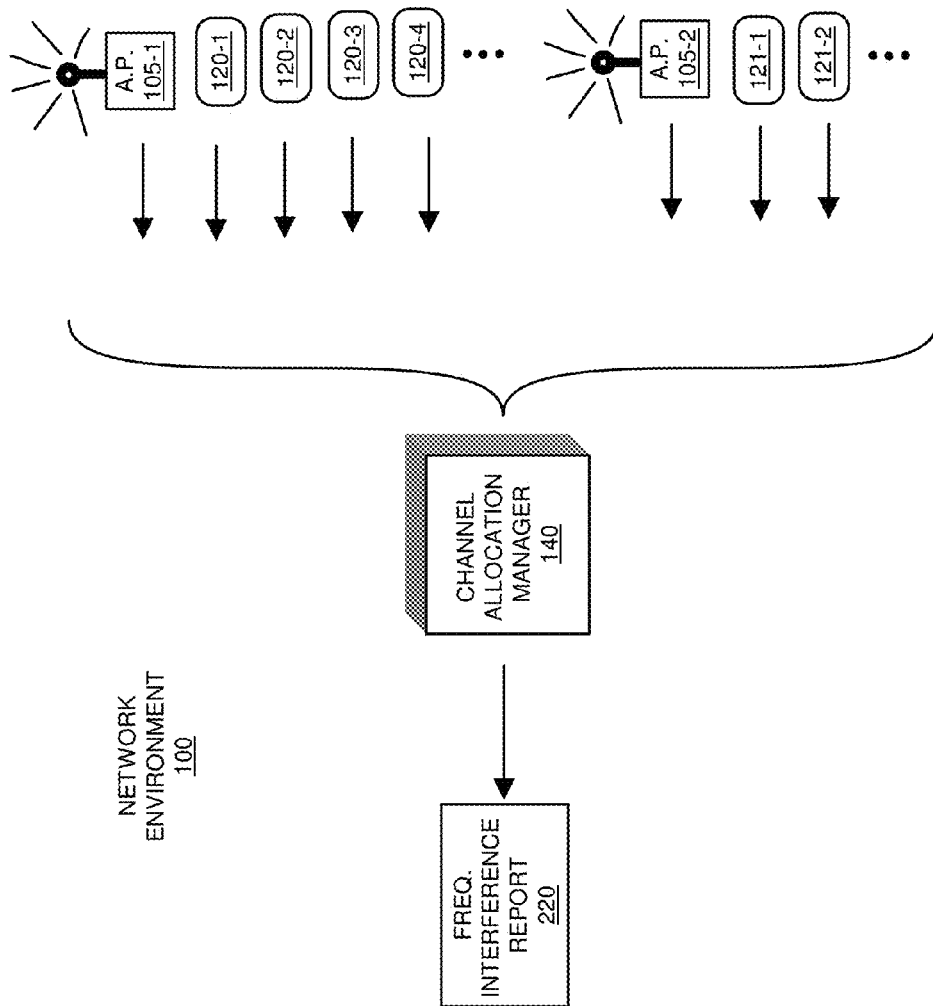 NETWORK
ENVIRONMENT
100
A.P.
105-1
120-1
120-2
120-3
120-4
•••
A.P.
105-2
121-1
121-2
•••
CHANNEL
ALLOCATION
MANAGER
140
FREQ.
INTERFERENCE
REPORT
220